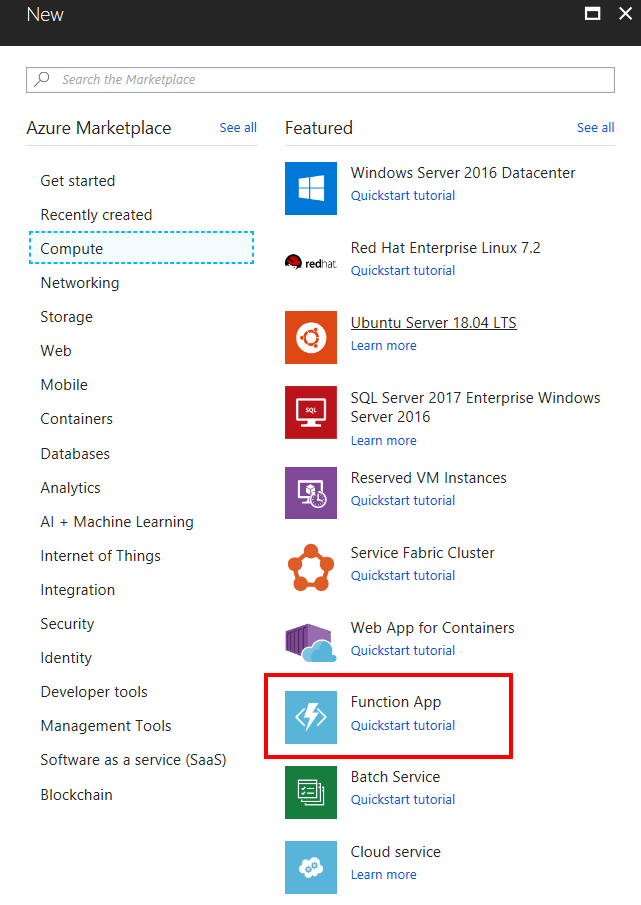 New
Search the Marketplace
Azure Marketplace See all
Get started
Recently created
Compute
Networking
Storage
Web
Mobile
Containers
Databases
Analytics
AI + Machine Learning
Internet of Things
Integration
Security
Identity
Developer tools
Management Tools
Software as a service (SaaS)
Blockchain
Featured See all
Windows Server 2016 Datacenter
Quickstart tutorial
redhat
Red Hat Enterprise Linux 7.2
Quickstart tutorial
Ubuntu Server 18.04 LTS
Learn more
SQL
SQL Server 2017 Enterprise Windows
Server 2016
Learn more
Reserved VM Instances
Quickstart tutorial
Service Fabric Cluster
Quickstart tutorial
Web App for Containers
Quickstart tutorial
Function App
Quickstart tutorial
Batch Service
Quickstart tutorial
Cloud service
Learn more